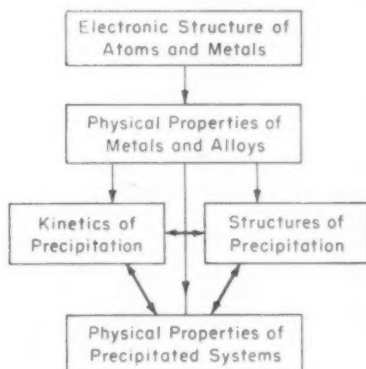 Electronic Structure of
Atoms and Metals
Physical Properties of
Metals and Alloys
Kinetics of
Precipitation
Structures of
Precipitation
Physical Properties of
Precipitated Systems